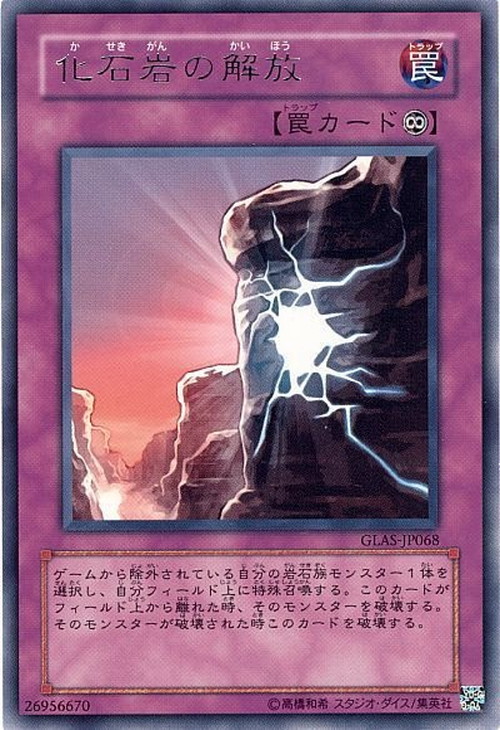 化石岩の解放
罠
【罠カード∞】
GLAS-JP068
ゲームから除外されている自分の岩石族モンスター１体を
選択し、自分フィールド上に特殊召喚する。このカードが
フィールド上から離れた時、そのモンスターを破壊する。
そのモンスターが破壊された時このカードを破壊する。
26956670
©高橋和希 スタジオ・ダイス/集英社